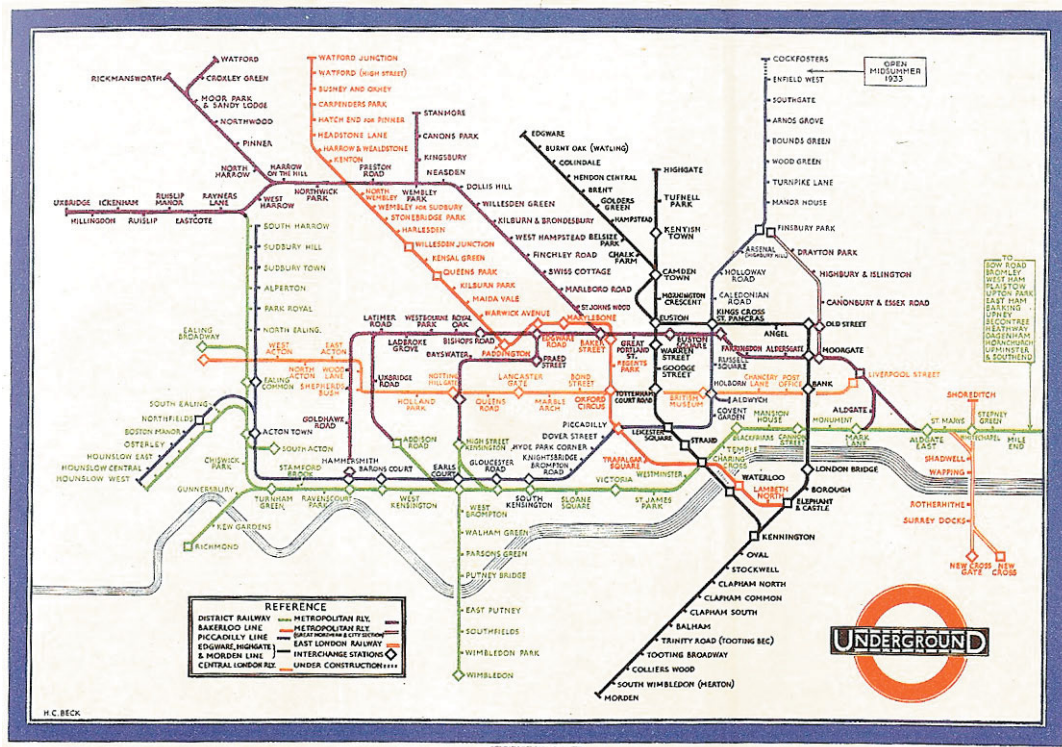 WATFORD
CROXLEY GREEN
RICKMANSWORTH
MOOR PARK
& SANDY LODGE
NORTHWOOD
PINNER
NORTH
HARROW
HARROW
ON THE HILL
NORTHWICK
PARK
PRESTON
ROAD
WEMBLEY
PARK
NEASDEN
STANMORE
CANONS PARK
KINGSBURY
DOLLIS HILL
WILLESDEN GREEN
KILBURN & BRONDESBURY
WEST HAMPSTEAD
FINCHLEY ROAD
SWISS COTTAGE
MARLBORO ROAD
ST JOHNS WOOD
UXBRIDGE
ICKENHAM
RUISLIP
MANOR
RAYNERS
LANE
WEST
HARROW
HILLINGDON
RUISLIP
EASTCOTE
WATFORD JUNCTION
WATFORD (HIGH STREET)
BUSHEY AND OXHEY
CARPENDERS PARK
HATCH END FOR PINNER
HEADSTONE LANE
HARROW & WEALDSTONE
KENTON
NORTH
WEMBLEY
WEMBLEY FOR SUDBURY
STONEBRIDGE PARK
HARLESDEN
WILLESDEN JUNCTION
KENSAL GREEN
QUEENS PARK
KILBURN PARK
MAIDA VALE
WARWICK AVENUE
PADDINGTON
EDGWARE
ROAD
MARYLEBONE
BAKER
STREET
REGENTS
PARK
OXFORD
CIRCUS
PICCADILLY
TRAFALGAR
SQUARE
WATERLOO
LAMBETH
NORTH
ELEPHANT
& CASTLE
EDGWARE
BURNT OAK (WATLING)
COLINDALE
HENDON CENTRAL
BRENT
GOLDERS
GREEN
HAMPSTEAD
BELSIZE
PARK
CHALK
FARM
HIGHGATE
TUFNELL
PARK
KENTISH
TOWN
CAMDEN
TOWN
MORNINGTON
CRESCENT
EUSTON
WARREN
STREET
GOODGE
STREET
TOTTENHAM
COURT ROAD
LEICESTER
SQUARE
STRAND
CHARING
CROSS
KENNINGTON
OVAL
STOCKWELL
CLAPHAM NORTH
CLAPHAM COMMON
CLAPHAM SOUTH
BALHAM
TRINITY ROAD (TOOTING BEC)
TOOTING BROADWAY
COLLIERS WOOD
SOUTH WIMBLEDON (MERTON)
MORDEN
COCKFOSTERS
OPEN
MIDSUMMER
1933
ENFIELD WEST
SOUTHGATE
ARNOS GROVE
BOUNDS GREEN
WOOD GREEN
TURNPIKE LANE
MANOR HOUSE
FINSBURY
PARK
ARSENAL
(HIGHBURY HILL)
HOLLOWAY
ROAD
CALEDONIAN
ROAD
KINGS CROSS
ST. PANCRAS
RUSSELL
SQUARE
HOLBORN
ALDWYCH
COVENT
GARDEN
DRAYTON PARK
HIGHBURY & ISLINGTON
CANONBURY & ESSEX ROAD
OLD STREET
MOORGATE
ANGEL
BANK
LONDON BRIDGE
BOROUGH
TO
BOW ROAD
BROMLEY
WEST HAM
PLAISTOW
UPTON PARK
EAST HAM
BARKING
UPNEY
BECONTREE
HEATHWAY
DAGENHAM
HORNCHURCH
UPMINSTER
& SOUTHEND
SOUTH HARROW
SUDBURY HILL
SUDBURY TOWN
ALPERTON
PARK ROYAL
NORTH EALING
EALING
BROADWAY
EALING
COMMON
ACTON TOWN
SOUTH ACTON
SOUTH EALING
NORTHFIELDS
BOSTON MANOR
OSTERLEY
HOUNSLOW EAST
HOUNSLOW CENTRAL
HOUNSLOW WEST
CHISWICK
PARK
WEST
ACTON
EAST
ACTON
NORTH
ACTON
WOOD
LANE
SHEPHERDS
BUSH
HOLLAND
PARK
NOTTING
HILL GATE
QUEENS
ROAD
LANCASTER
GATE
MARBLE
ARCH
BOND
STREET
BRITISH
MUSEUM
CHANCERY
LANE
POST
OFFICE
LIVERPOOL STREET
LATIMER
ROAD
LADBROKE
GROVE
WESTBOURNE
PARK
ROYAL
OAK
BISHOPS ROAD
UXBRIDGE
ROAD
GOLDHAWK
ROAD
BAYSWATER
PRAED
STREET
GREAT
PORTLAND
ST.
EUSTON
SQUARE
FARRINGDON
ALDERSGATE
ALDGATE
ADDISON
ROAD
HIGH STREET
KENSINGTON
DOVER STREET
HYDE PARK CORNER
KNIGHTSBRIDGE
BROMPTON
ROAD
GLOUCESTER
ROAD
HAMMERSMITH
BARONS COURT
EARLS
COURT
GUNNERSBURY
TURNHAM
GREEN
STAMFORD
BROOK
RAVENSCOURT
PARK
WEST
KENSINGTON
SOUTH
KENSINGTON
SLOANE
SQUARE
VICTORIA
ST. JAMES
PARK
WESTMINSTER
TEMPLE
BLACKFRIARS
MANSION
HOUSE
CANNON
STREET
MONUMENT
MARK
LANE
ALDGATE
EAST
ST MARYS
WHITECHAPEL
STEPNEY
GREEN
MILE
END
SHOREDITCH
SHADWELL
WAPPING
ROTHERHITHE
SURREY DOCKS
NEW CROSS
GATE
NEW
CROSS
KEW GARDENS
RICHMOND
WEST
BROMPTON
WALHAM GREEN
PARSONS GREEN
PUTNEY BRIDGE
EAST PUTNEY
SOUTHFIELDS
WIMBLEDON PARK
WIMBLEDON
REFERENCE
DISTRICT RAILWAY
BAKERLOO LINE
PICCADILLY LINE
EDGWARE, HIGHGATE
& MORDEN LINE
CENTRAL LONDON RLY.
METROPOLITAN RLY.
METROPOLITAN RLY.
(GREAT NORTHERN & CITY SECTION)
EAST LONDON RAILWAY
INTERCHANGE STATIONS
UNDER CONSTRUCTION
UNDERGROUND
H.C. BECK